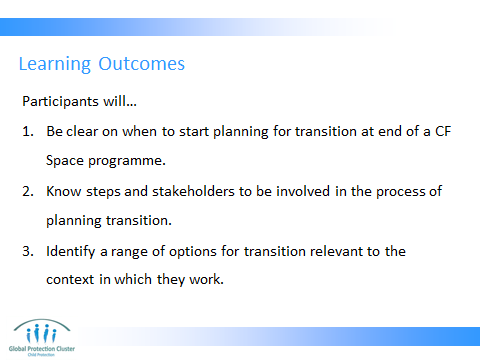 Learning Outcomes
Participants will…
1. Be clear on when to start planning for transition at end of a CF
Space programme.
2. Know steps and stakeholders to be involved in the process of
planning transition.
3. Identify a range of options for transition relevant to the
context in which they work.
Global Protection Cluster
Child Protection